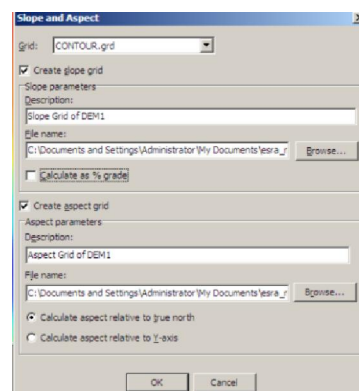 Slope and Aspect
Grid: CONTOUR.grd
Create slope grid
Slope parameters
Description:
Slope Grid of DEM1
File name:
C:\Documents and Settings\Administrator\My Documents\esra_r Browse...
Calculate as % grade
Create aspect grid
Aspect parameters
Description:
Aspect Grid of DEM1
File name:
C:\Documents and Settings\Administrator\My Documents\esra_r Browse...
Calculate aspect relative to true north
Calculate aspect relative to Y-axis
OK Cancel